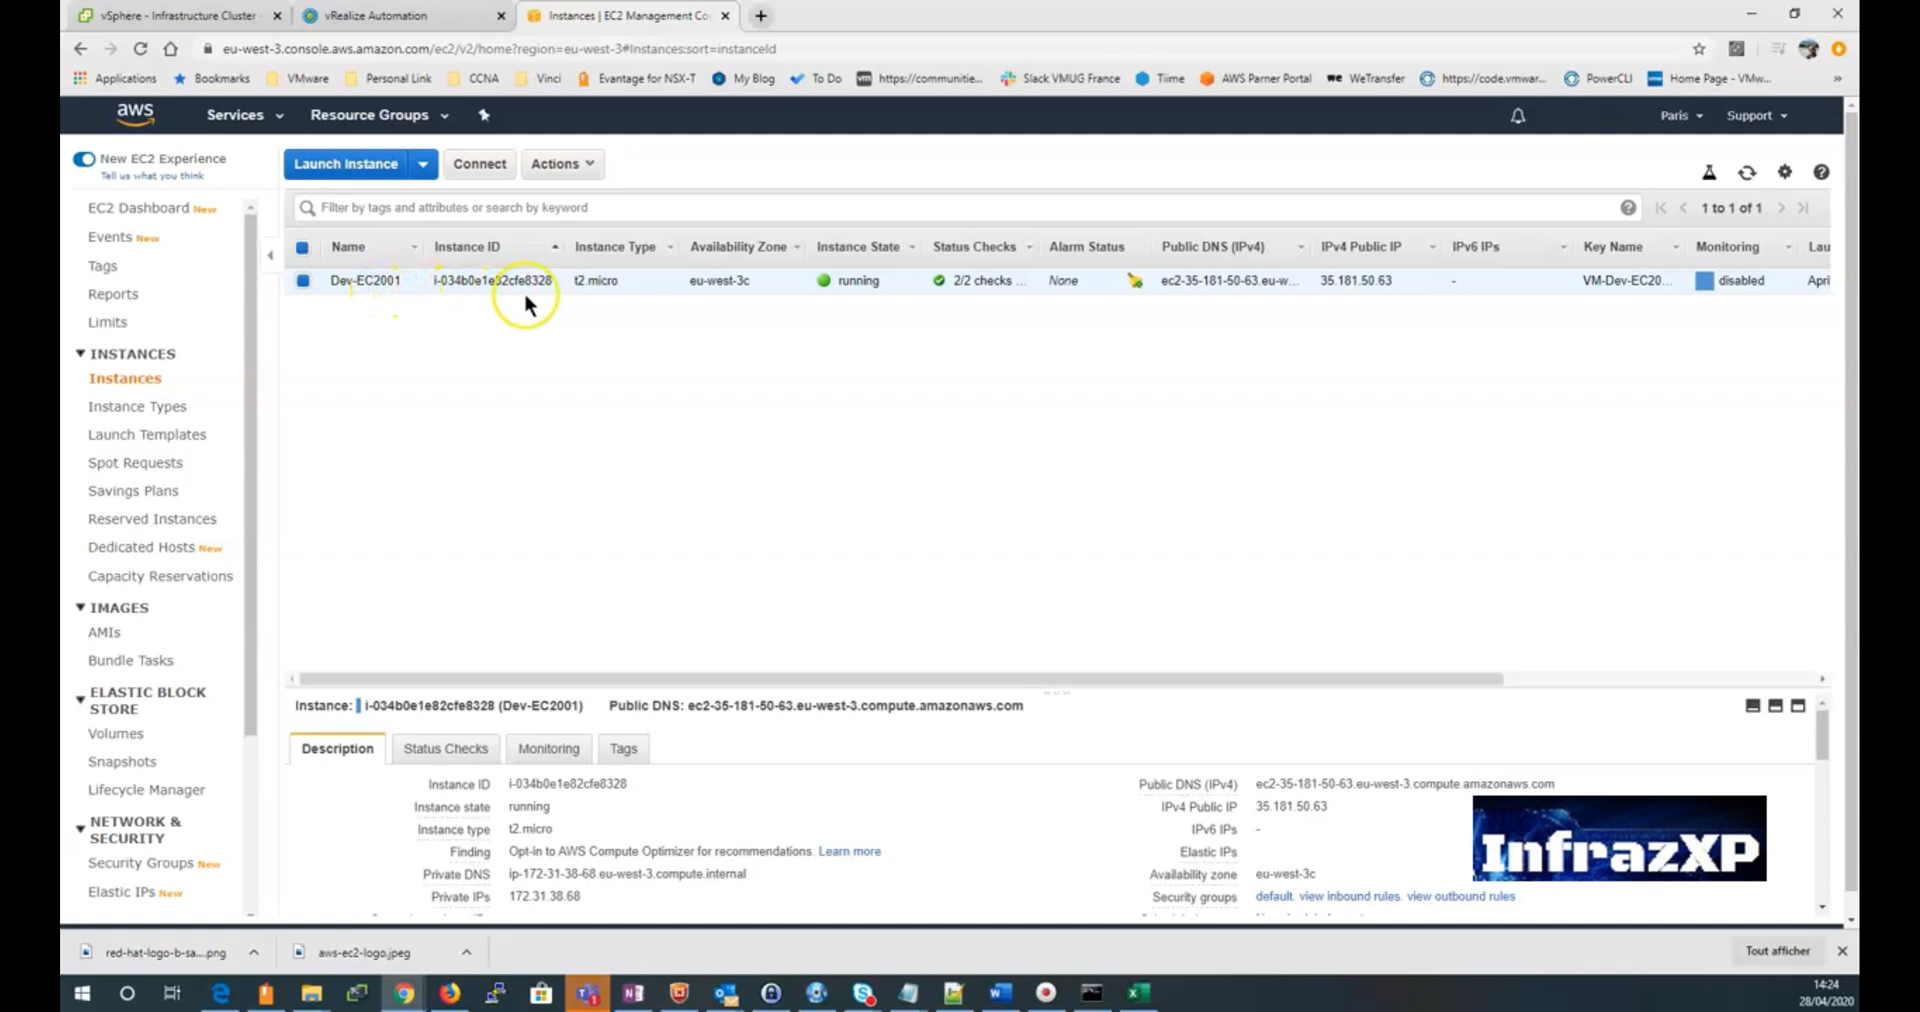 vSphere - Infrastructure Cluster
vRealize Automation
Instances | EC2 Management Co
eu-west-3.console.aws.amazon.com/ec2/v2/home?region=eu-west-3#Instances:sort=instanceId
Applications Bookmarks VMware Personal Link CCNA Vinci Evantage for NSX-T My Blog To Do https://communitie... Slack VMUG France Tiime AWS Parner Portal WeTransfer https://code.vmwar... PowerCLI Home Page - VMw... »
aws Services Resource Groups Paris Support
New EC2 Experience
Tell us what you think
Launch Instance Connect Actions
EC2 Dashboard New
Events New
Tags
Reports
Limits
INSTANCES
Instances
Instance Types
Launch Templates
Spot Requests
Savings Plans
Reserved Instances
Dedicated Hosts New
Capacity Reservations
IMAGES
AMIs
Bundle Tasks
ELASTIC BLOCK
STORE
Volumes
Snapshots
Lifecycle Manager
NETWORK &
SECURITY
Security Groups New
Elastic IPs New
Filter by tags and attributes or search by keyword
1 to 1 of 1
Name Instance ID Instance Type Availability Zone Instance State Status Checks Alarm Status Public DNS (IPv4) IPv4 Public IP IPv6 IPs Key Name Monitoring Lau
Dev-EC2001 i-034b0e1e82cfe8328 t2.micro eu-west-3c running 2/2 checks ... None ec2-35-181-50-63.eu-w... 35.181.50.63 - VM-Dev-EC20... disabled Apri
Instance: i-034b0e1e82cfe8328 (Dev-EC2001) Public DNS: ec2-35-181-50-63.eu-west-3.compute.amazonaws.com
Description Status Checks Monitoring Tags
Instance ID i-034b0e1e82cfe8328
Instance state running
Instance type t2.micro
Finding Opt-in to AWS Compute Optimizer for recommendations. Learn more
Private DNS ip-172-31-38-68.eu-west-3.compute.internal
Private IPs 172.31.38.68
Public DNS (IPv4) ec2-35-181-50-63.eu-west-3.compute.amazonaws.com
IPv4 Public IP 35.181.50.63
IPv6 IPs -
Elastic IPs
Availability zone eu-west-3c
Security groups default. view inbound rules. view outbound rules
InfrazXP
red-hat-logo-b-sa....png
aws-ec2-logo.jpeg
Tout afficher
14:24
28/04/2020